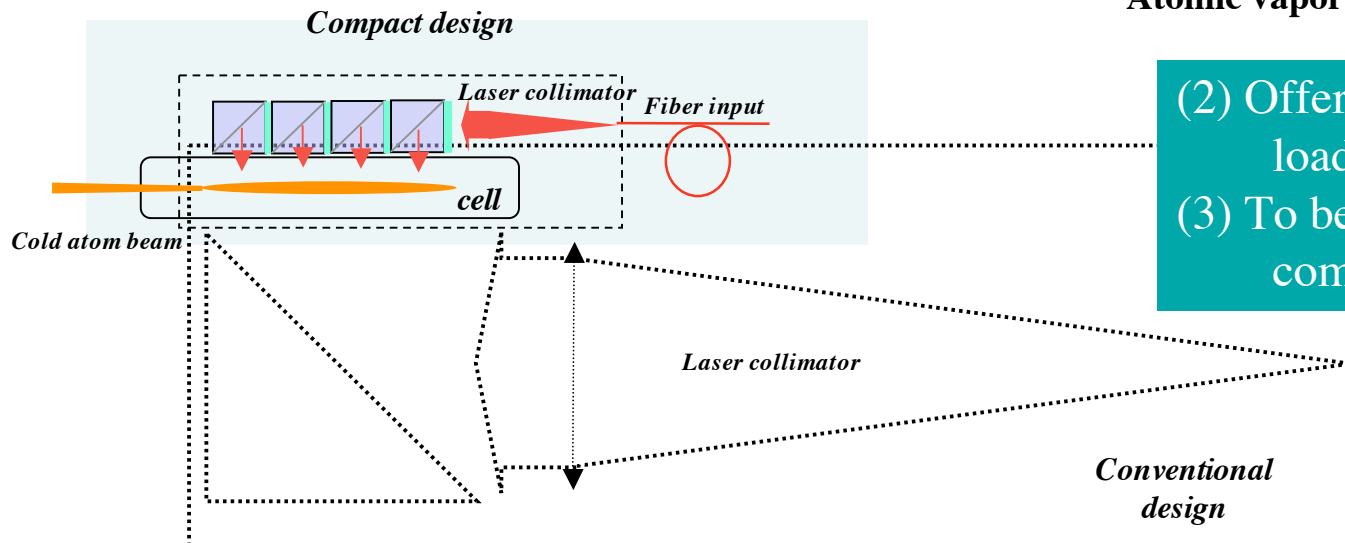 Compact design
Atomic vapor
Laser collimator
Fiber input
(2) Offer
load
(3) To be
com
cell
Cold atom beam
Laser collimator
Conventional
design